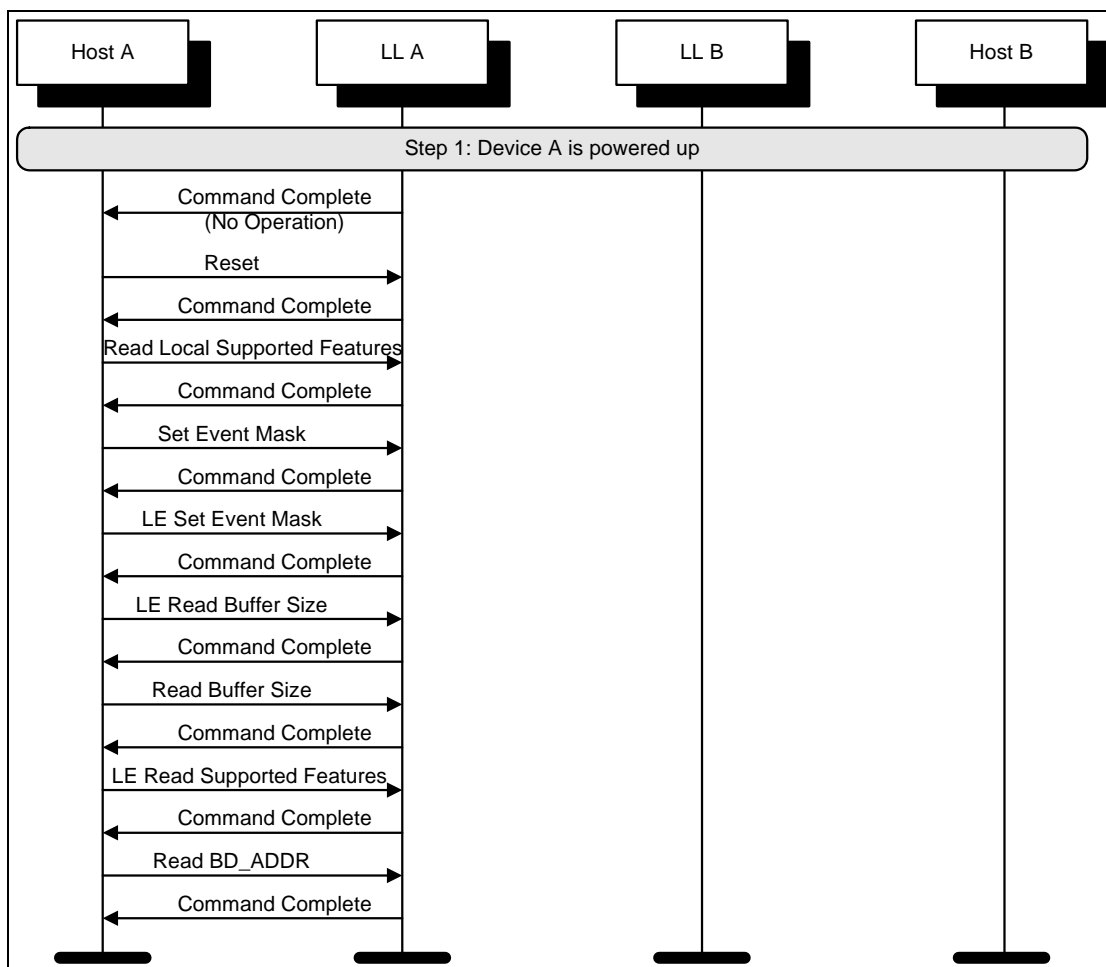 Host A
LL A
LL B
Host B
Step 1: Device A is powered up
Command Complete
(No Operation)
Reset
Command Complete
Read Local Supported Features
Command Complete
Set Event Mask
Command Complete
LE Set Event Mask
Command Complete
LE Read Buffer Size
Command Complete
Read Buffer Size
Command Complete
LE Read Supported Features
Command Complete
Read BD_ADDR
Command Complete